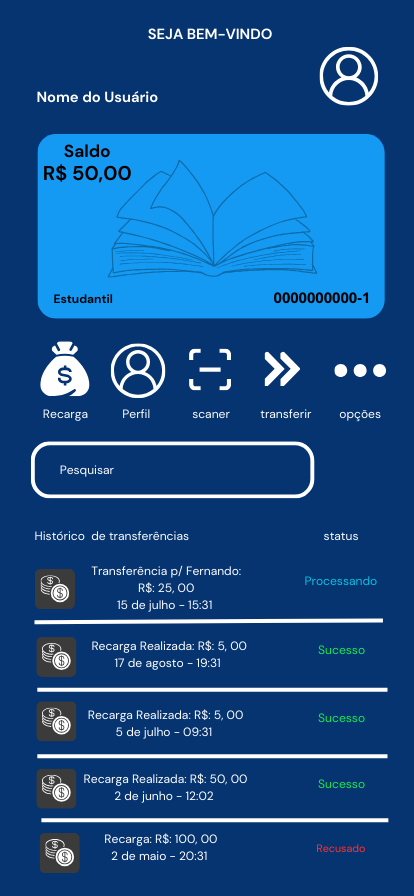 SEJA BEM-VINDO
Nome do Usuário
Saldo
R$ 50,00
Estudantil
0000000000-1
Recarga
Perfil
scaner
transferir
opções
Pesquisar
Histórico de transferências
status
Transferência p/ Fernando:
R$: 25, 00
15 de julho - 15:31
Processando
Recarga Realizada: R$: 5, 00
17 de agosto - 19:31
Sucesso
Recarga Realizada: R$: 5, 00
5 de julho - 09:31
Sucesso
Recarga Realizada: R$: 50, 00
2 de junho - 12:02
Sucesso
Recarga: R$: 100, 00
2 de maio - 20:31
Recusado